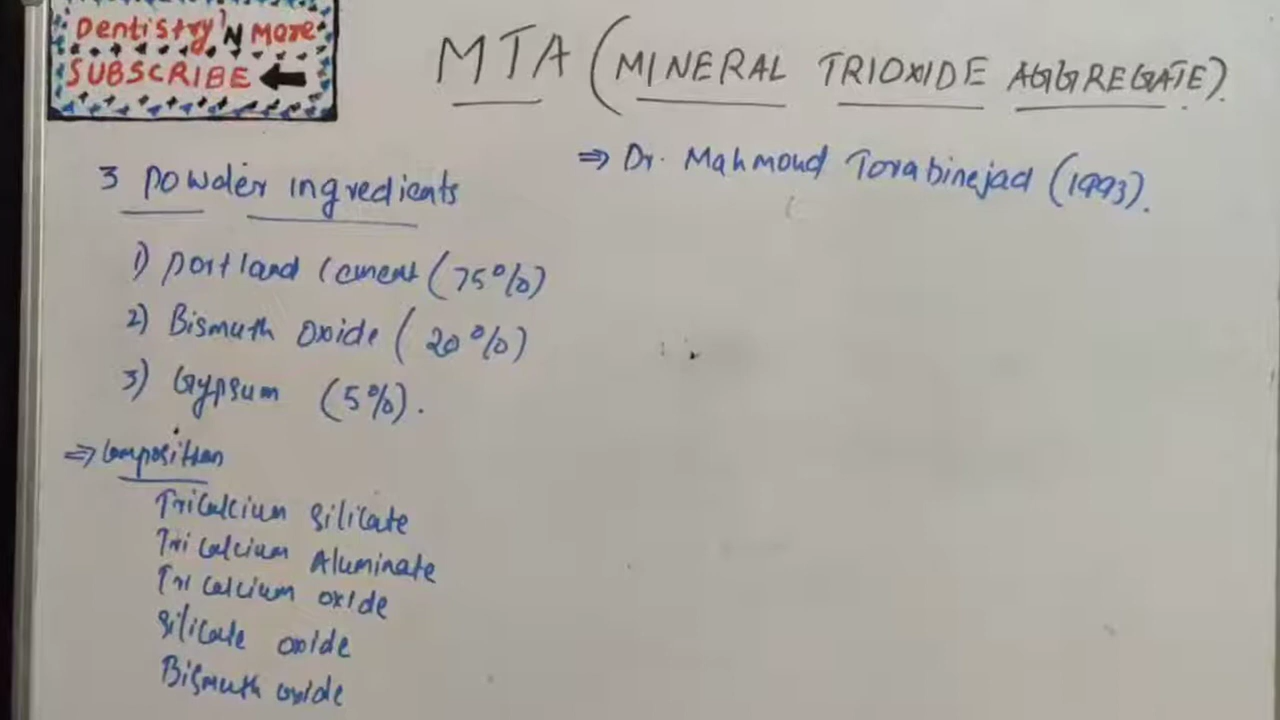 Dentistry 'N More
SUBSCRIBE
MTA (MINERAL TRIOXIDE AGGREGATE).
⇒ Dr. Mahmoud Torabinejad (1993).
3 powder ingredients
1) portland cement (75%)
2) Bismuth oxide (20%)
3) Gypsum (5%).
⇒ Composition
Tricalcium silicate
Tri calcium Aluminate
Tri calcium oxide
Silicate oxide
Bismuth oxide